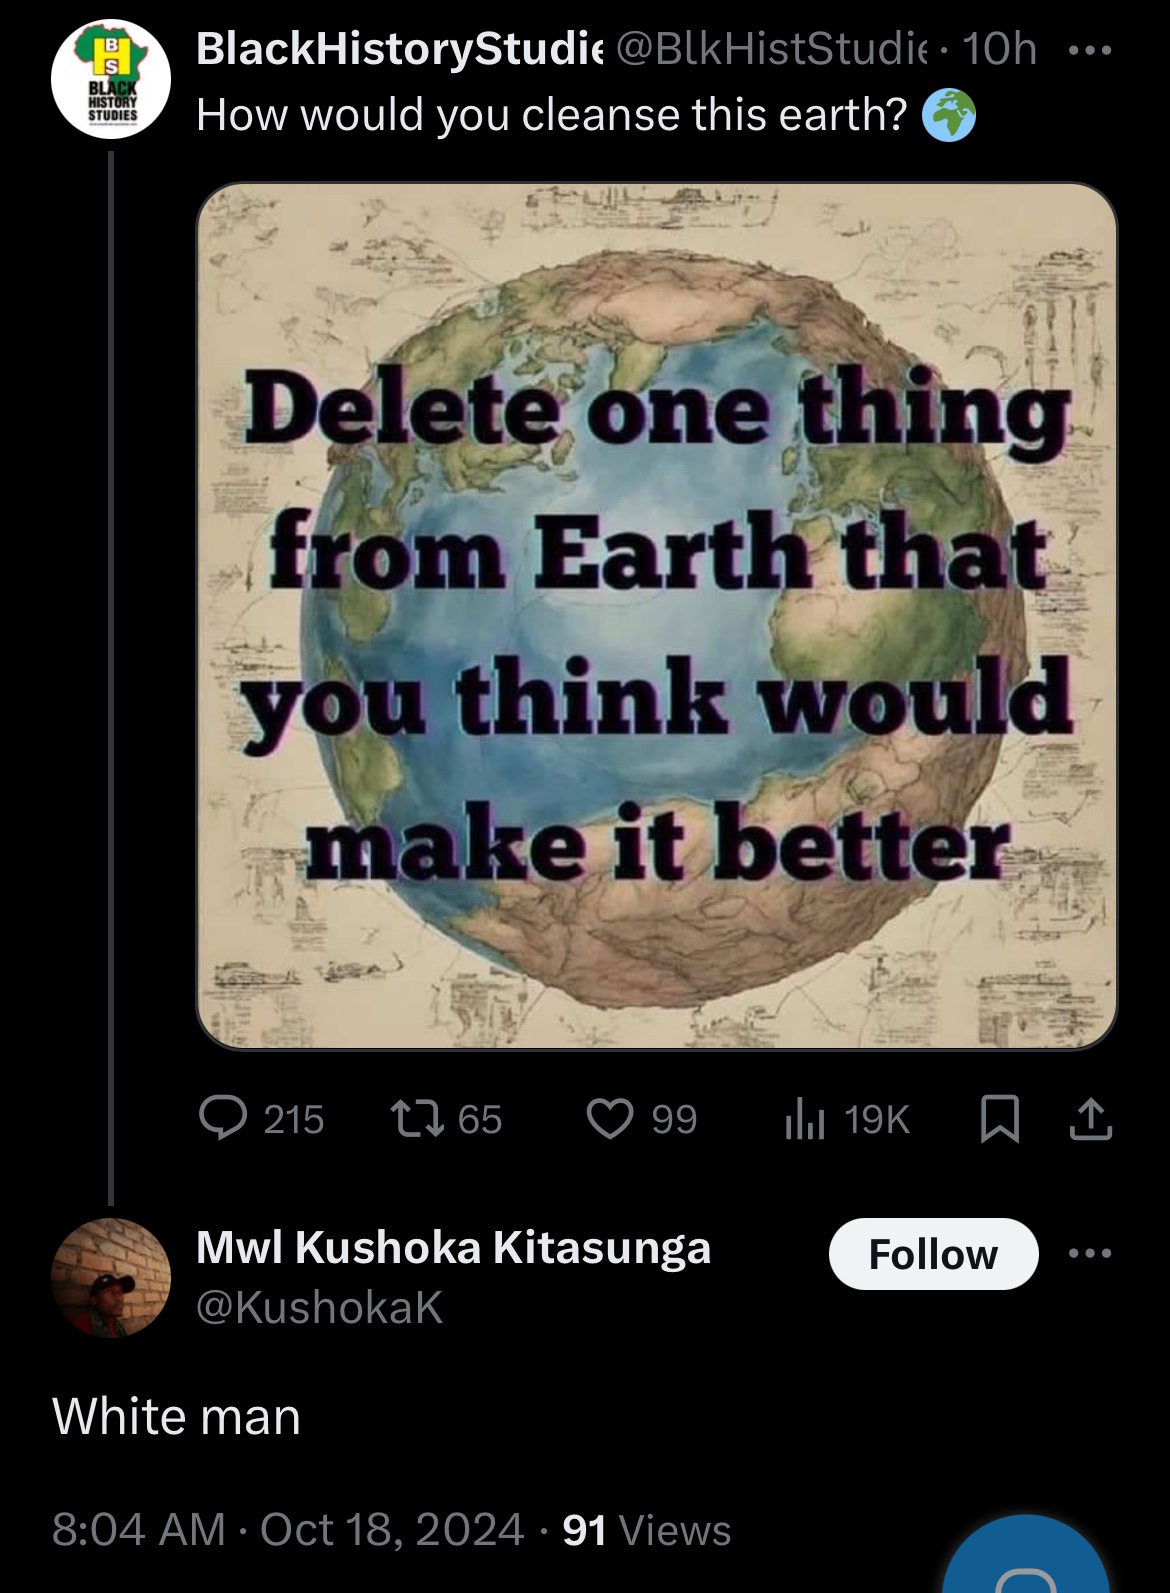 BlackHistoryStudie @BlkHistStudie · 10h
B
H
S
BLACK
HISTORY
STUDIES
How would you cleanse this earth? 🌍
Delete one thing
from Earth that
you think would
make it better
215 65 99 19K
Mwl Kushoka Kitasunga
Follow
@KushokaK
White man
8:04 AM · Oct 18, 2024 · 91 Views